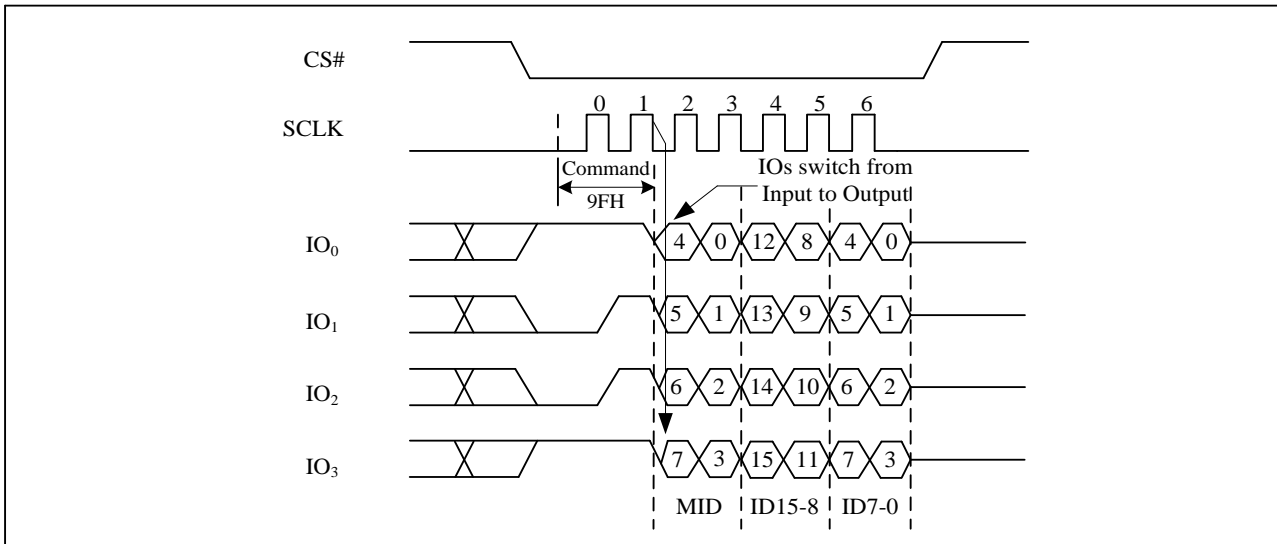 CS#
0 1 2 3 4 5 6
SCLK
Command
9FH
IOs switch from
Input to Output
IO₀
4 0 12 8 4 0
IO₁
5 1 13 9 5 1
IO₂
6 2 14 10 6 2
IO₃
7 3 15 11 7 3
MID ID15-8 ID7-0